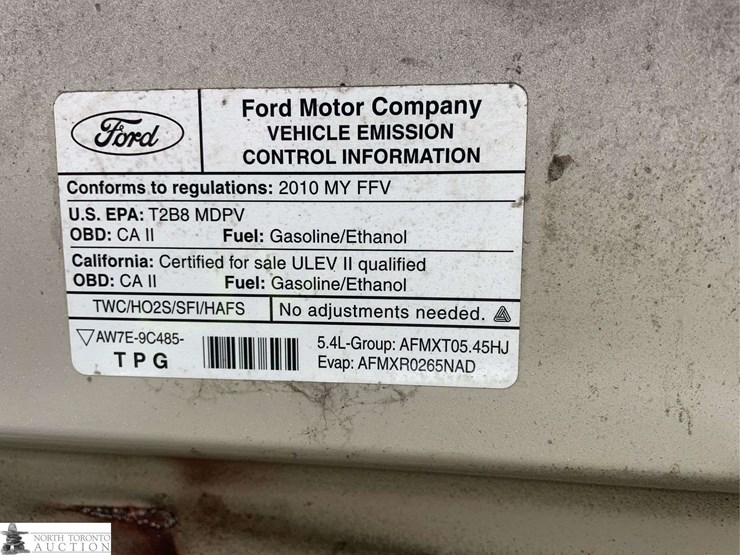 Ford
Ford Motor Company
VEHICLE EMISSION
CONTROL INFORMATION
Conforms to regulations: 2010 MY FFV
U.S. EPA: T2B8 MDPV
OBD: CA II Fuel: Gasoline/Ethanol
California: Certified for sale ULEV II qualified
OBD: CA II Fuel: Gasoline/Ethanol
TWC/HO2S/SFI/HAFS No adjustments needed.
AW7E-9C485-
TPG
5.4L-Group: AFMXT05.45HJ
Evap: AFMXR0265NAD
NORTH TORONTO
AUCTION